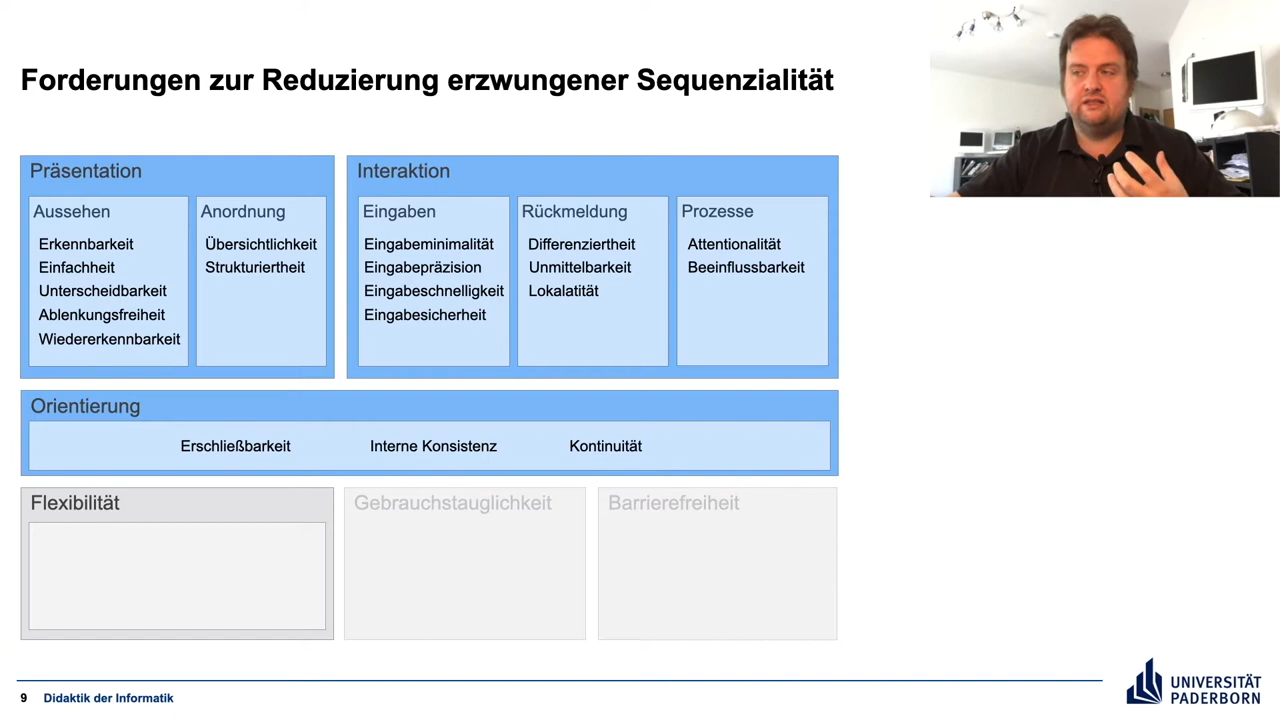 Forderungen zur Reduzierung erzwungener Sequenzialität
Präsentation
Aussehen
Erkennbarkeit
Einfachheit
Unterscheidbarkeit
Ablenkungsfreiheit
Wiedererkennbarkeit
Anordnung
Übersichtlichkeit
Strukturiertheit
Interaktion
Eingaben
Eingabeminimalität
Eingabepräzision
Eingabeschnelligkeit
Eingabesicherheit
Rückmeldung
Differenziertheit
Unmittelbarkeit
Lokalatität
Prozesse
Attentionalität
Beeinflussbarkeit
Orientierung
Erschließbarkeit
Interne Konsistenz
Kontinuität
Flexibilität
Gebrauchstauglichkeit
Barrierefreiheit
9 Didaktik der Informatik
UNIVERSITÄT
PADERBORN